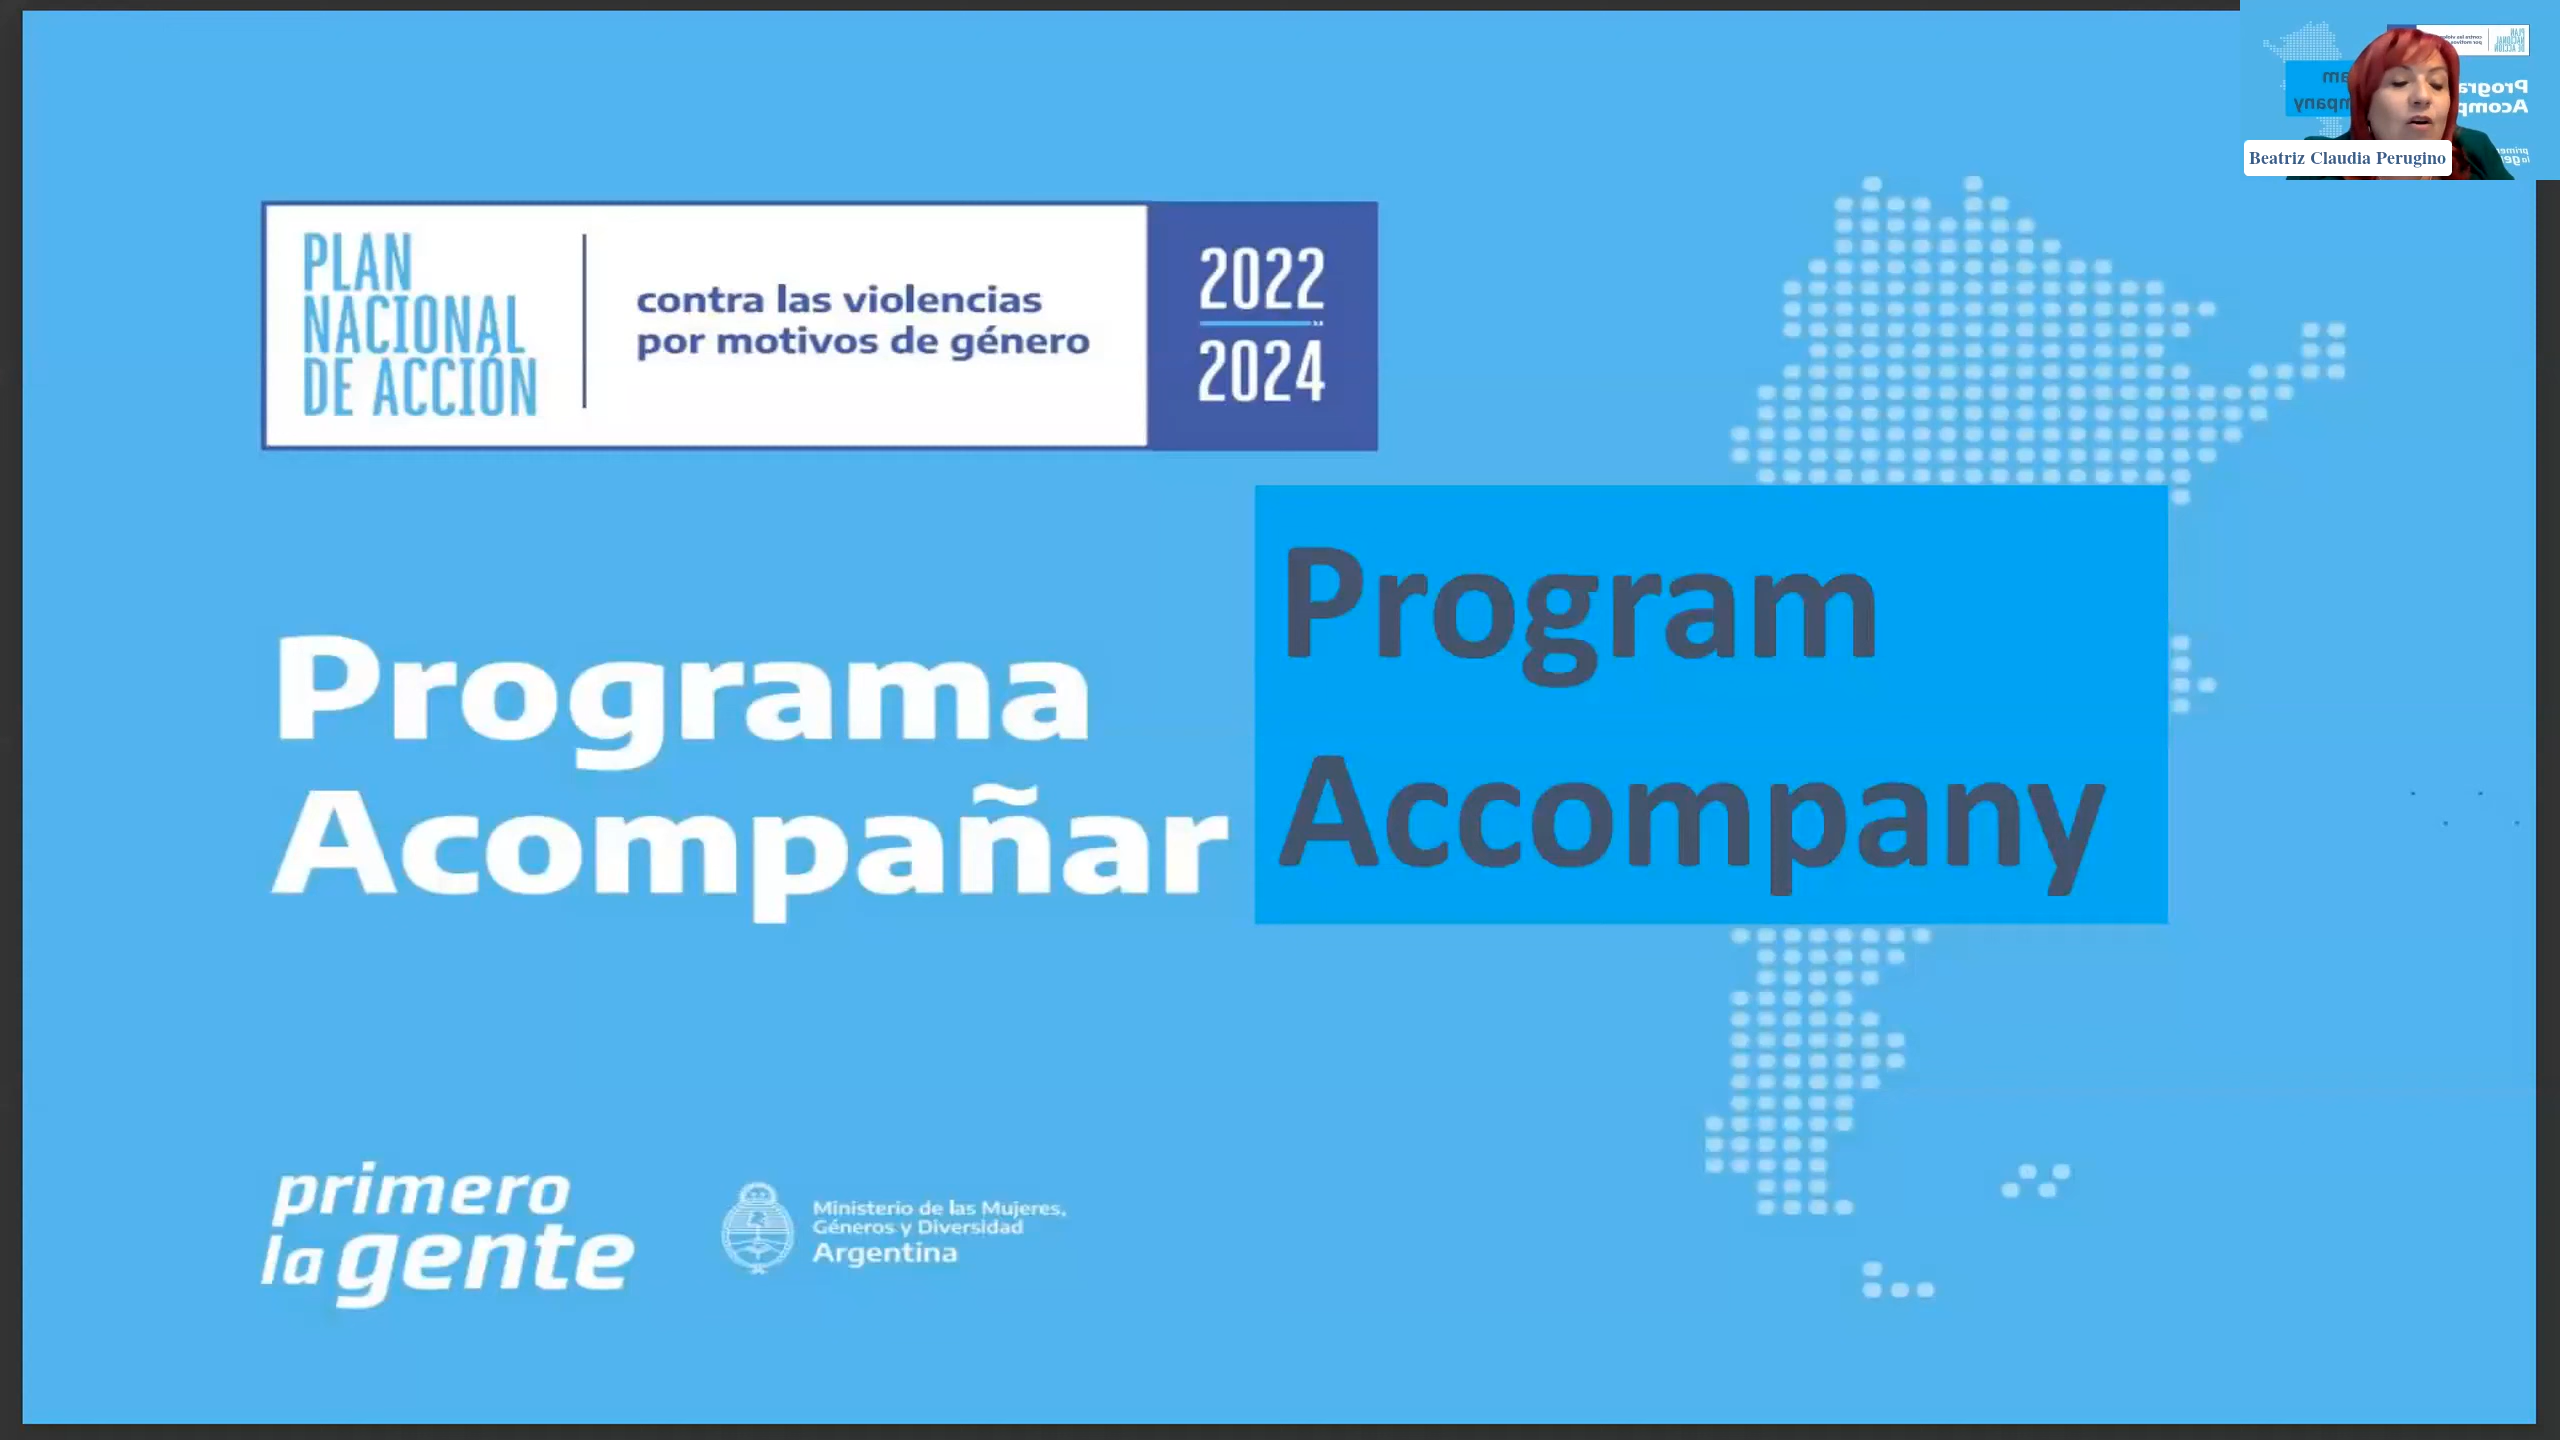 PLAN
NACIONAL
DE ACCIÓN
contra las violencias
por motivos de género
2022
2024
Programa
Acompañar
Program
Accompany
primero
la gente
Ministerio de las Mujeres,
Géneros y Diversidad
Argentina
Beatriz Claudia Perugino